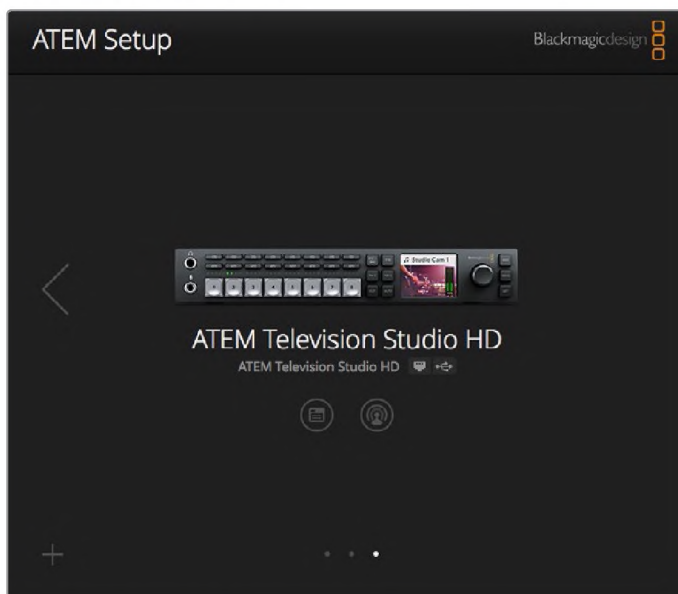 ATEM Setup
Blackmagicdesign
Studio Cam 1
ATEM Television Studio HD
ATEM Television Studio HD